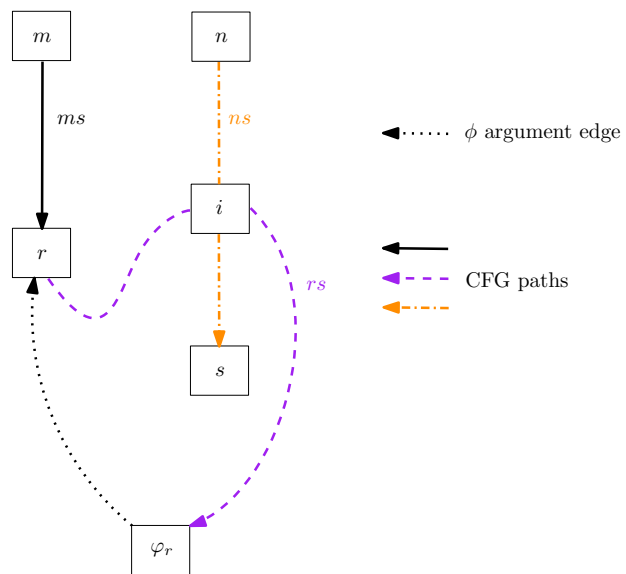 m
n
ms
ns
ϕ argument edge
i
r
rs
CFG paths
s
φr